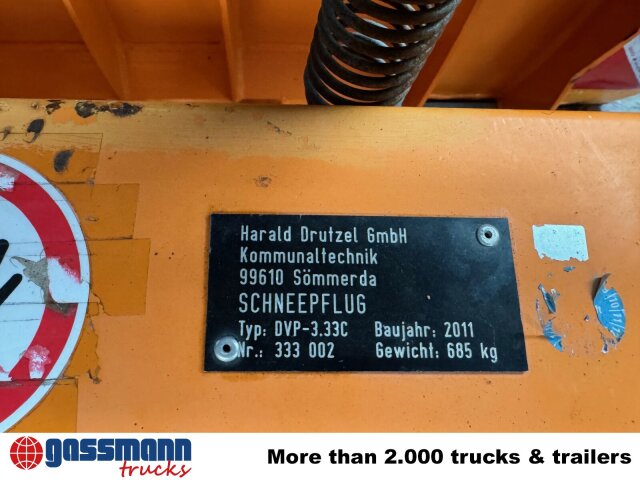 Harald Drutzel GmbH
Kommunaltechnik
99610 Sömmerda
SCHNEEPFLUG
Typ: DVP-3.33C Baujahr: 2011
Nr.: 333 002 Gewicht: 685 kg
gassmann
trucks
More than 2.000 trucks & trailers